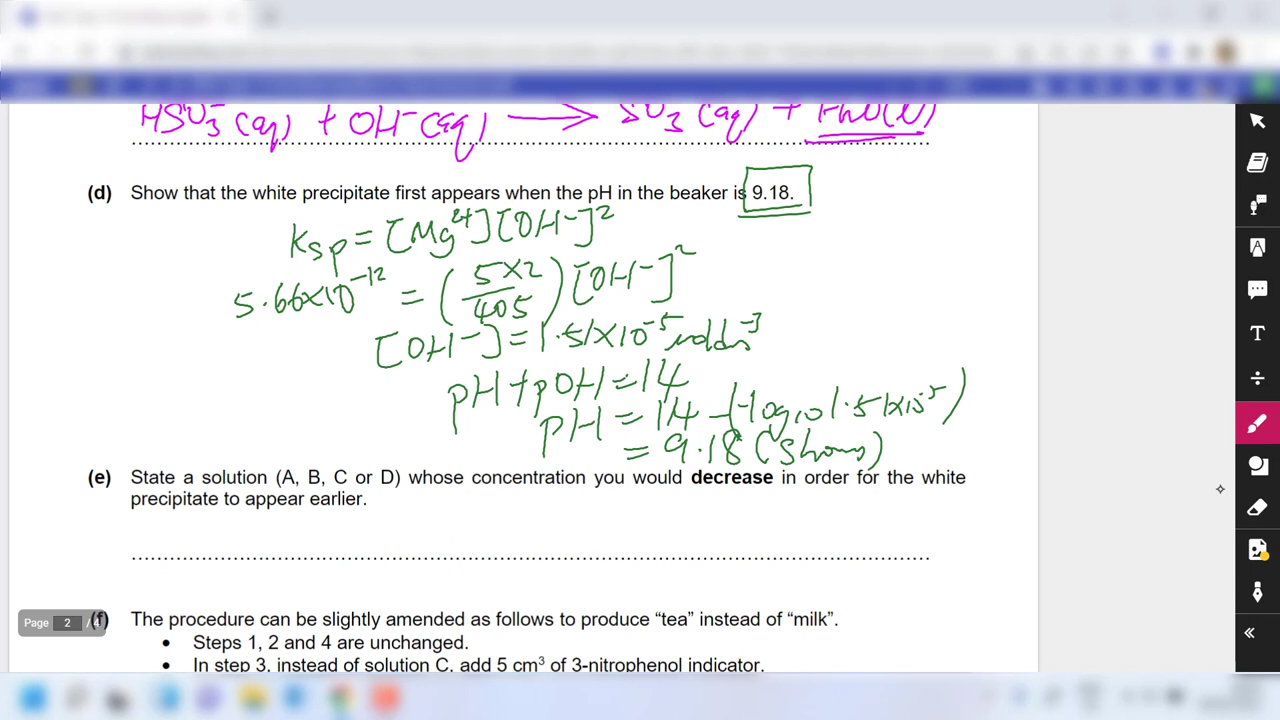 HSO₃⁻(aq) + OH⁻(aq) ⟶ SO₃ (aq) + H₂O(l)
(d) Show that the white precipitate first appears when the pH in the beaker is 9.18.
Ksp = [Mg²⁺][OH⁻]²
5.66×10⁻¹² = (5×2/405)[OH⁻]²
[OH⁻] = 1.51×10⁻⁵ moldm⁻³
pH + pOH = 14
pH = 14 – (–log₁₀ 1.51×10⁻⁵)
= 9.18 (shown)
(e) State a solution (A, B, C or D) whose concentration you would decrease in order for the white
precipitate to appear earlier.
Page 2 / 4
(f) The procedure can be slightly amended as follows to produce “tea” instead of “milk”.
• Steps 1, 2 and 4 are unchanged.
• In step 3, instead of solution C, add 5 cm³ of 3-nitrophenol indicator.